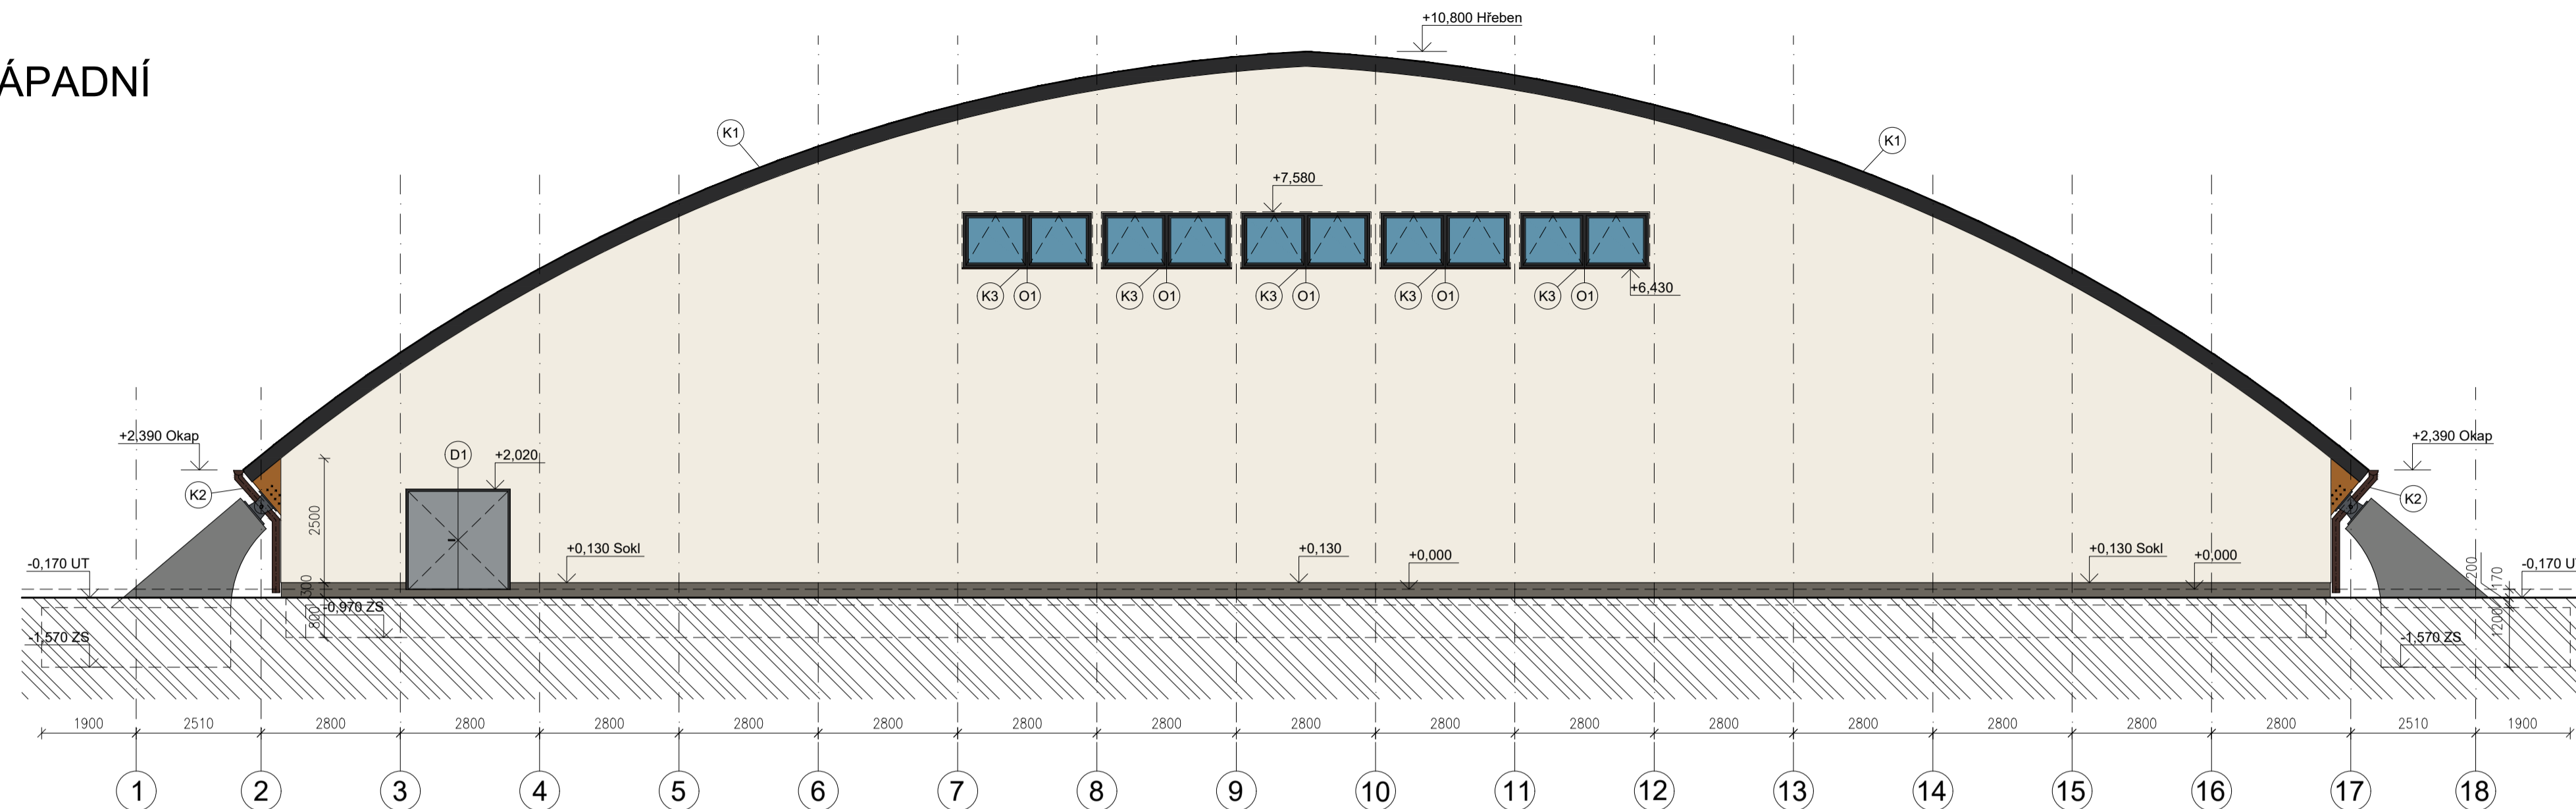 +10,800 Hřeben
ÁPADNÍ
K1
K1
+7,580
K3 O1 K3 O1 K3 O1 K3 O1 K3 O1
+6,430
+2,390 Okap
+2,390 Okap
D1
+2,020
K2
K2
2500
+0,130 Sokl
+0,130
+0,000
+0,130 Sokl
+0,000
-0,170 UT
200
170
-0,170 U
300
-0,970 ZS
800
1200
-1,570 ZS
-1,570 ZS
1900 2510 2800 2800 2800 2800 2800 2800 2800 2800 2800 2800 2800 2800 2800 2800 2800 2510 1900
1 2 3 4 5 6 7 8 9 10 11 12 13 14 15 16 17 18